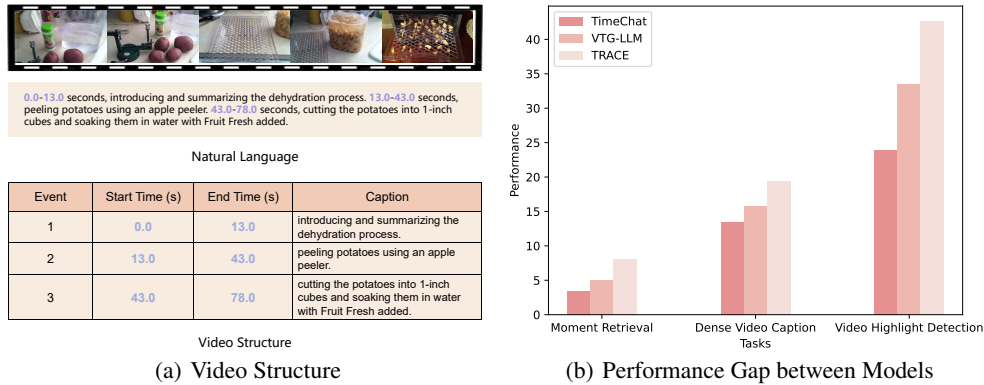 0.0-13.0 seconds, introducing and summarizing the dehydration process. 13.0-43.0 seconds,
peeling potatoes using an apple peeler. 43.0-78.0 seconds, cutting the potatoes into 1-inch
cubes and soaking them in water with Fruit Fresh added.
Natural Language
Event Start Time (s) End Time (s) Caption
1 0.0 13.0 introducing and summarizing the
dehydration process.
2 13.0 43.0 peeling potatoes using an apple
peeler.
3 43.0 78.0 cutting the potatoes into 1-inch
cubes and soaking them in water
with Fruit Fresh added.
Video Structure
(a) Video Structure
TimeChat
VTG-LLM
TRACE
Performance
40
35
30
25
20
15
10
5
0
Moment Retrieval Dense Video Caption Video Highlight Detection
Tasks
(b) Performance Gap between Models